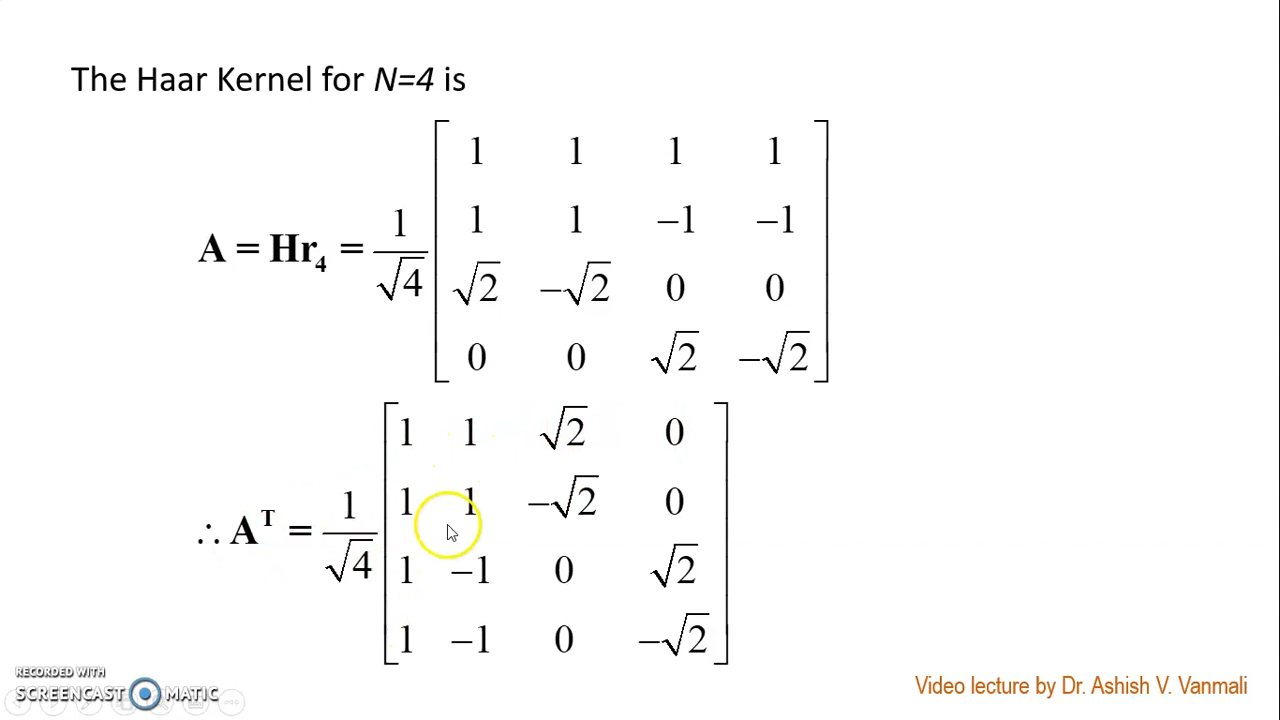 The Haar Kernel for N=4 is
1 1 1 1
1 1 1 –1 –1
A = Hr₄ =
√4 √2 –√2 0 0
0 0 √2 –√2
1 1 √2 0
1 1 1 –√2 0
∴ Aᵀ =
√4 1 –1 0 √2
1 –1 0 –√2
RECORDED WITH
SCREENCAST MATIC
Video lecture by Dr. Ashish V. Vanmali